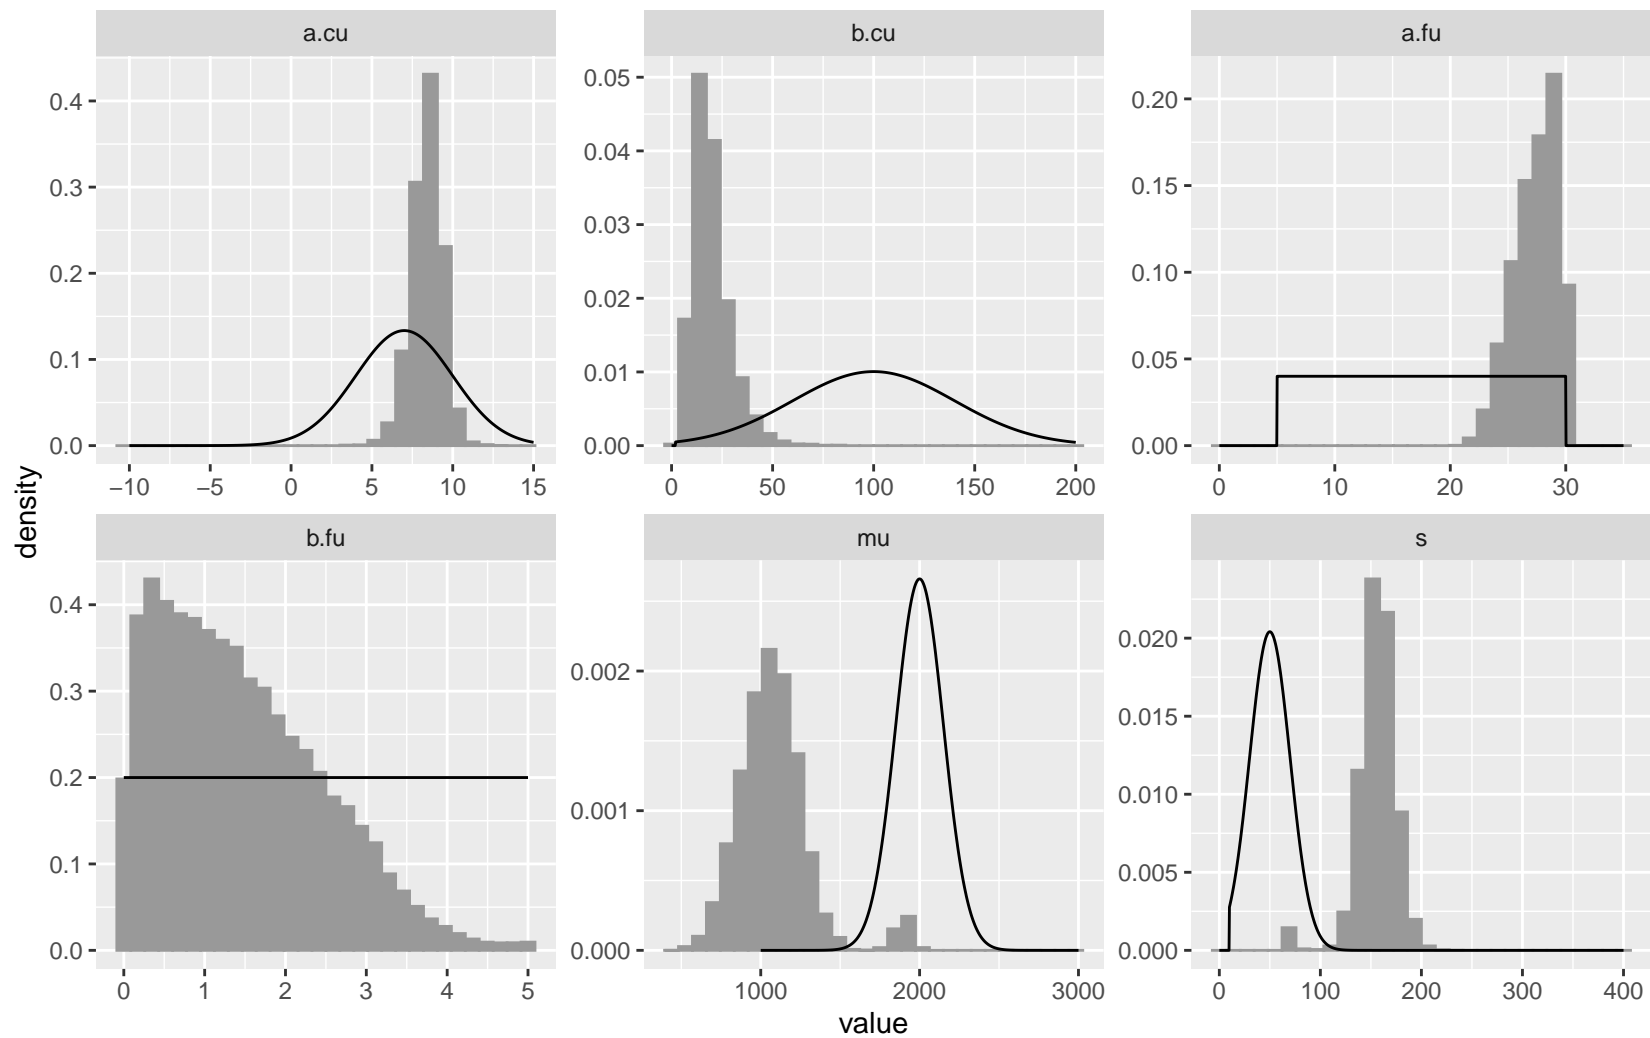 a.cu b.cu a.fu
0.4 0.3 0.2 0.1 0.0
−10 −5 0 5 10 15
0.05 0.04 0.03 0.02 0.01 0.00
0 50 100 150 200
0.20 0.15 0.10 0.05 0.00
0 10 20 30
density
b.fu mu s
0.4 0.3 0.2 0.1 0.0
0 1 2 3 4 5
0.002 0.001 0.000
1000 2000 3000
0.020 0.015 0.010 0.005 0.000
0 100 200 300 400
value